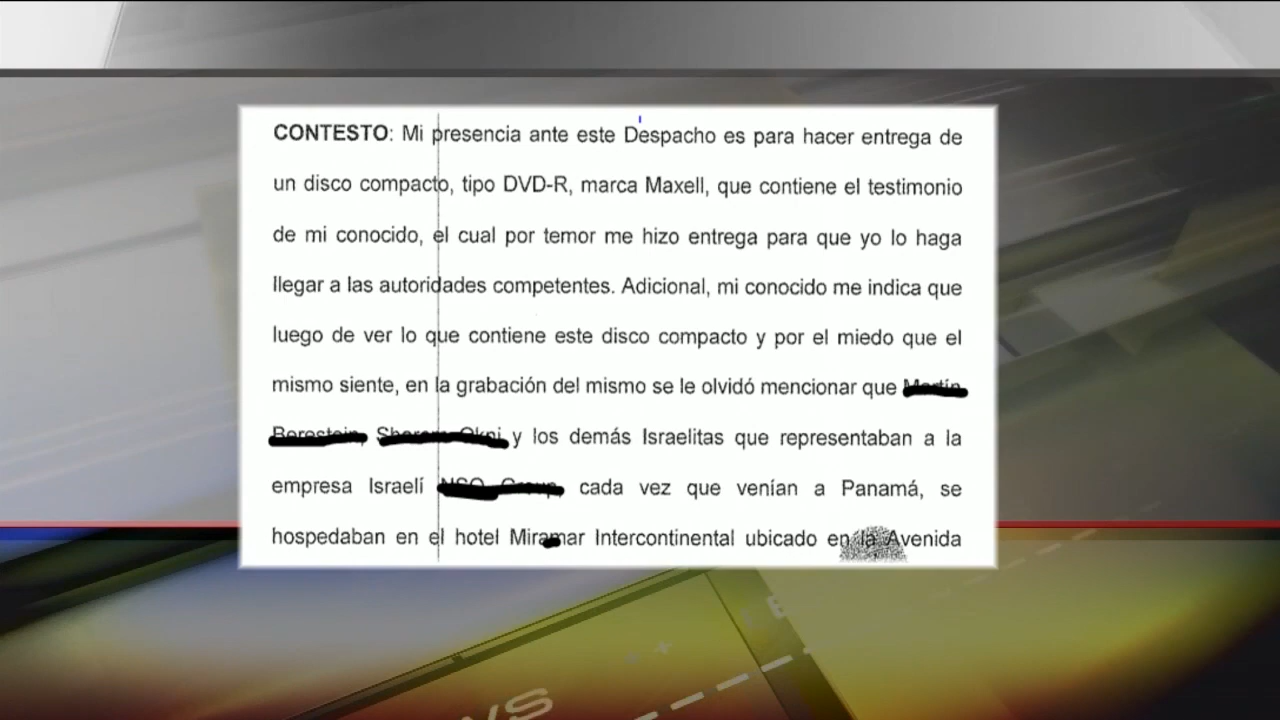 CONTESTO: Mi presencia ante este Despacho es para hacer entrega de
un disco compacto, tipo DVD-R, marca Maxell, que contiene el testimonio
de mi conocido, el cual por temor me hizo entrega para que yo lo haga
llegar a las autoridades competentes. Adicional, mi conocido me indica que
luego de ver lo que contiene este disco compacto y por el miedo que el
mismo siente, en la grabación del mismo se le olvidó mencionar que
y los demás Israelitas que representaban a la
empresa Israelí cada vez que venían a Panamá, se
hospedaban en el hotel Miramar Intercontinental ubicado en la Avenida